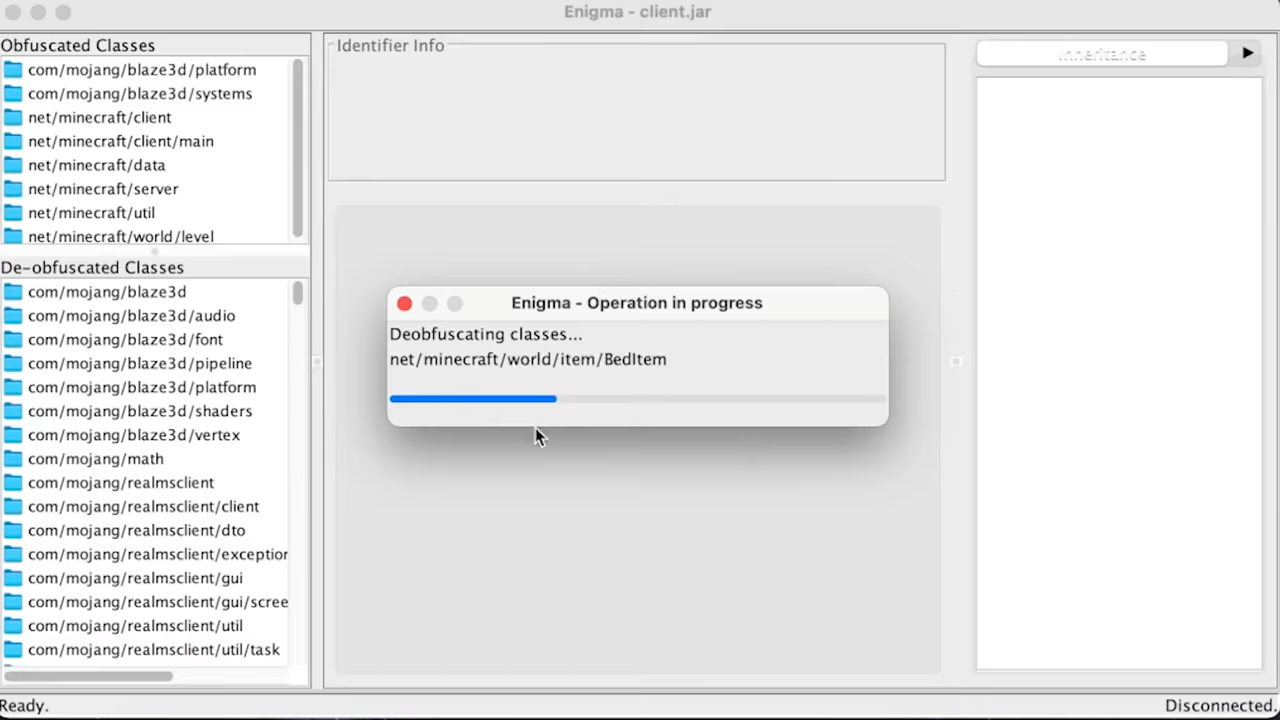 Enigma - client.jar
Obfuscated Classes
com/mojang/blaze3d/platform
com/mojang/blaze3d/systems
net/minecraft/client
net/minecraft/client/main
net/minecraft/data
net/minecraft/server
net/minecraft/util
net/minecraft/world/level
De-obfuscated Classes
com/mojang/blaze3d
com/mojang/blaze3d/audio
com/mojang/blaze3d/font
com/mojang/blaze3d/pipeline
com/mojang/blaze3d/platform
com/mojang/blaze3d/shaders
com/mojang/blaze3d/vertex
com/mojang/math
com/mojang/realmsclient
com/mojang/realmsclient/client
com/mojang/realmsclient/dto
com/mojang/realmsclient/exception
com/mojang/realmsclient/gui
com/mojang/realmsclient/gui/scree
com/mojang/realmsclient/util
com/mojang/realmsclient/util/task
Identifier Info
Enigma - Operation in progress
Deobfuscating classes...
net/minecraft/world/item/BedItem
Inheritance
Ready.
Disconnected.